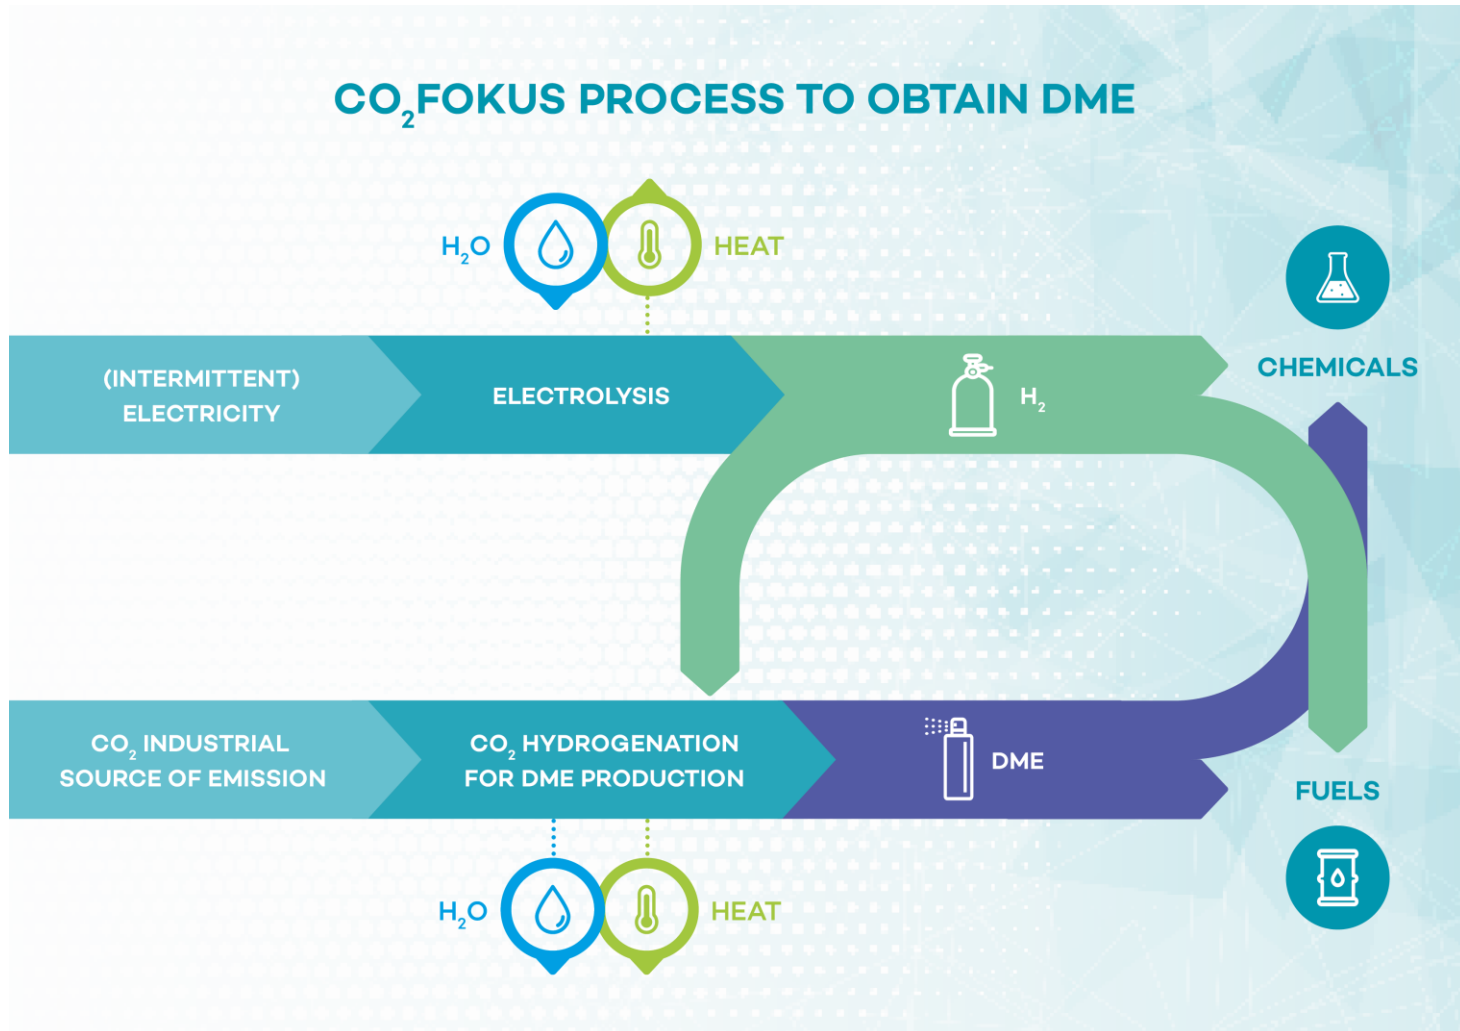 CO₂FOKUS PROCESS TO OBTAIN DME
H₂O
HEAT
CHEMICALS
(INTERMITTENT)
ELECTRICITY
ELECTROLYSIS
H₂
CO₂ INDUSTRIAL
SOURCE OF EMISSION
CO₂ HYDROGENATION
FOR DME PRODUCTION
DME
FUELS
H₂O
HEAT